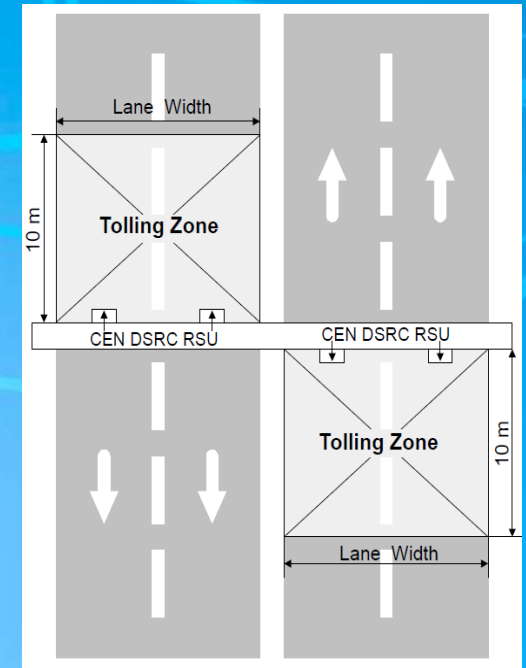 Lane Width
10 m
Tolling Zone
CEN DSRC RSU
CEN DSRC RSU
Tolling Zone
10 m
Lane Width